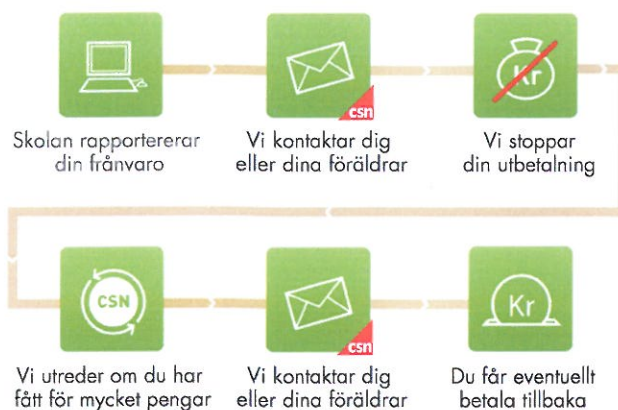 Kr
csn
Skolan rapportererar
din frånvaro
Vi kontaktar dig
eller dina föräldrar
Vi stoppar
din utbetalning
CSN
csn
Kr
Vi utreder om du har
fått för mycket pengar
Vi kontaktar dig
eller dina föräldrar
Du får eventuellt
betala tillbaka